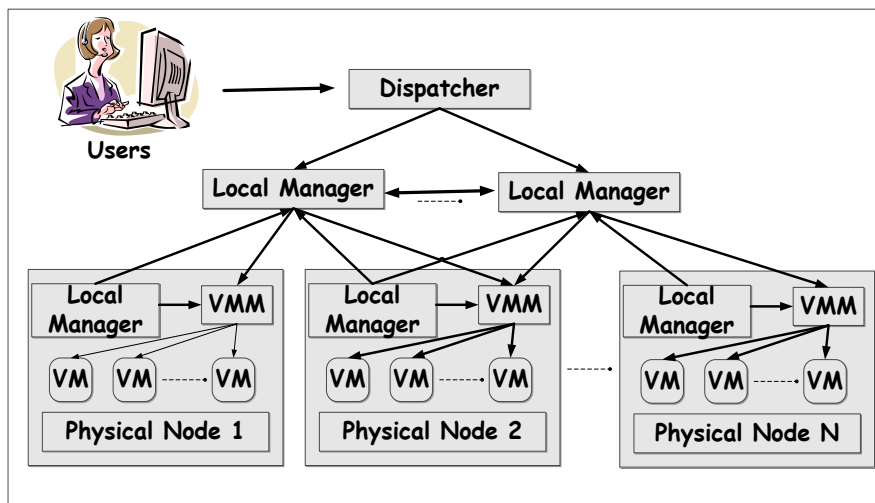 Users
Dispatcher
Local Manager
Local Manager
Local
Manager
VMM
VM
VM
VM
Physical Node 1
Local
Manager
VMM
VM
VM
VM
Physical Node 2
Local
Manager
VMM
VM
VM
VM
Physical Node N